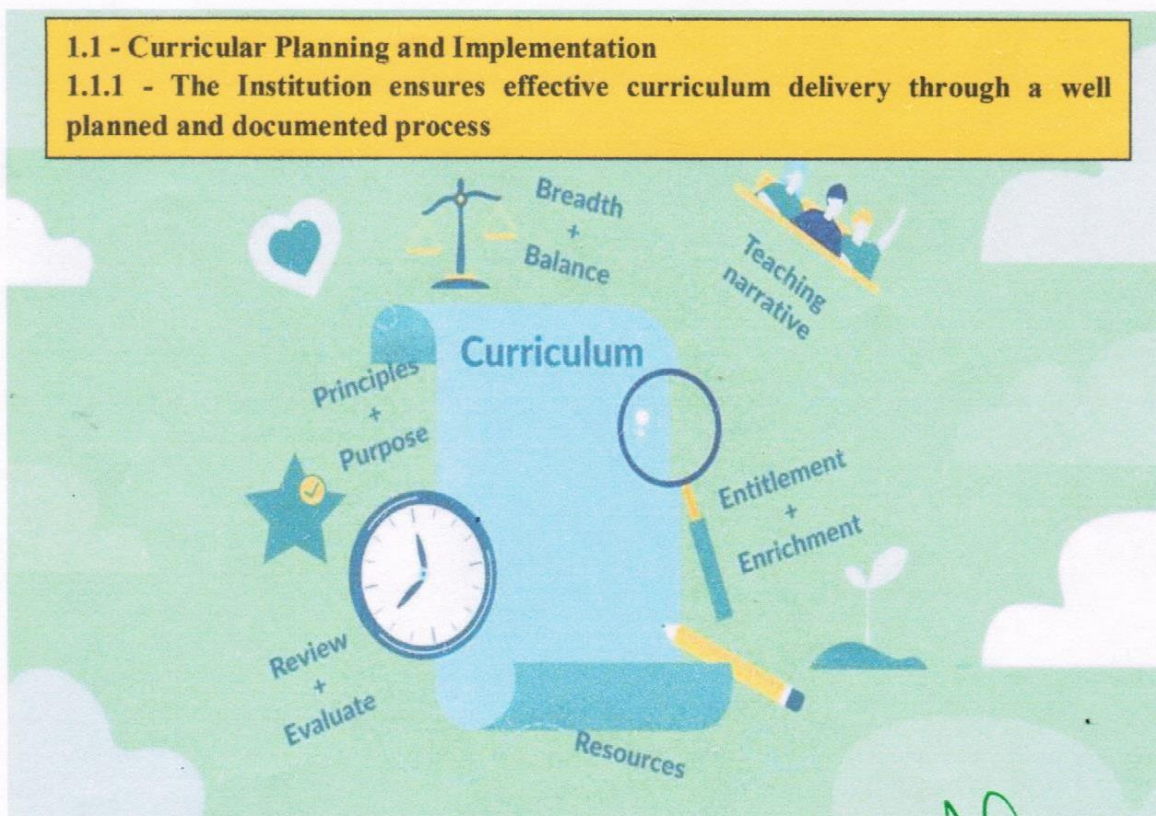 1.1 - Curricular Planning and Implementation
1.1.1 - The Institution ensures effective curriculum delivery through a well
planned and documented process
Breadth
+
Balance
Teaching
narrative
Curriculum
Principles
+
Purpose
Entitlement
+
Enrichment
Review
+
Evaluate
Resources